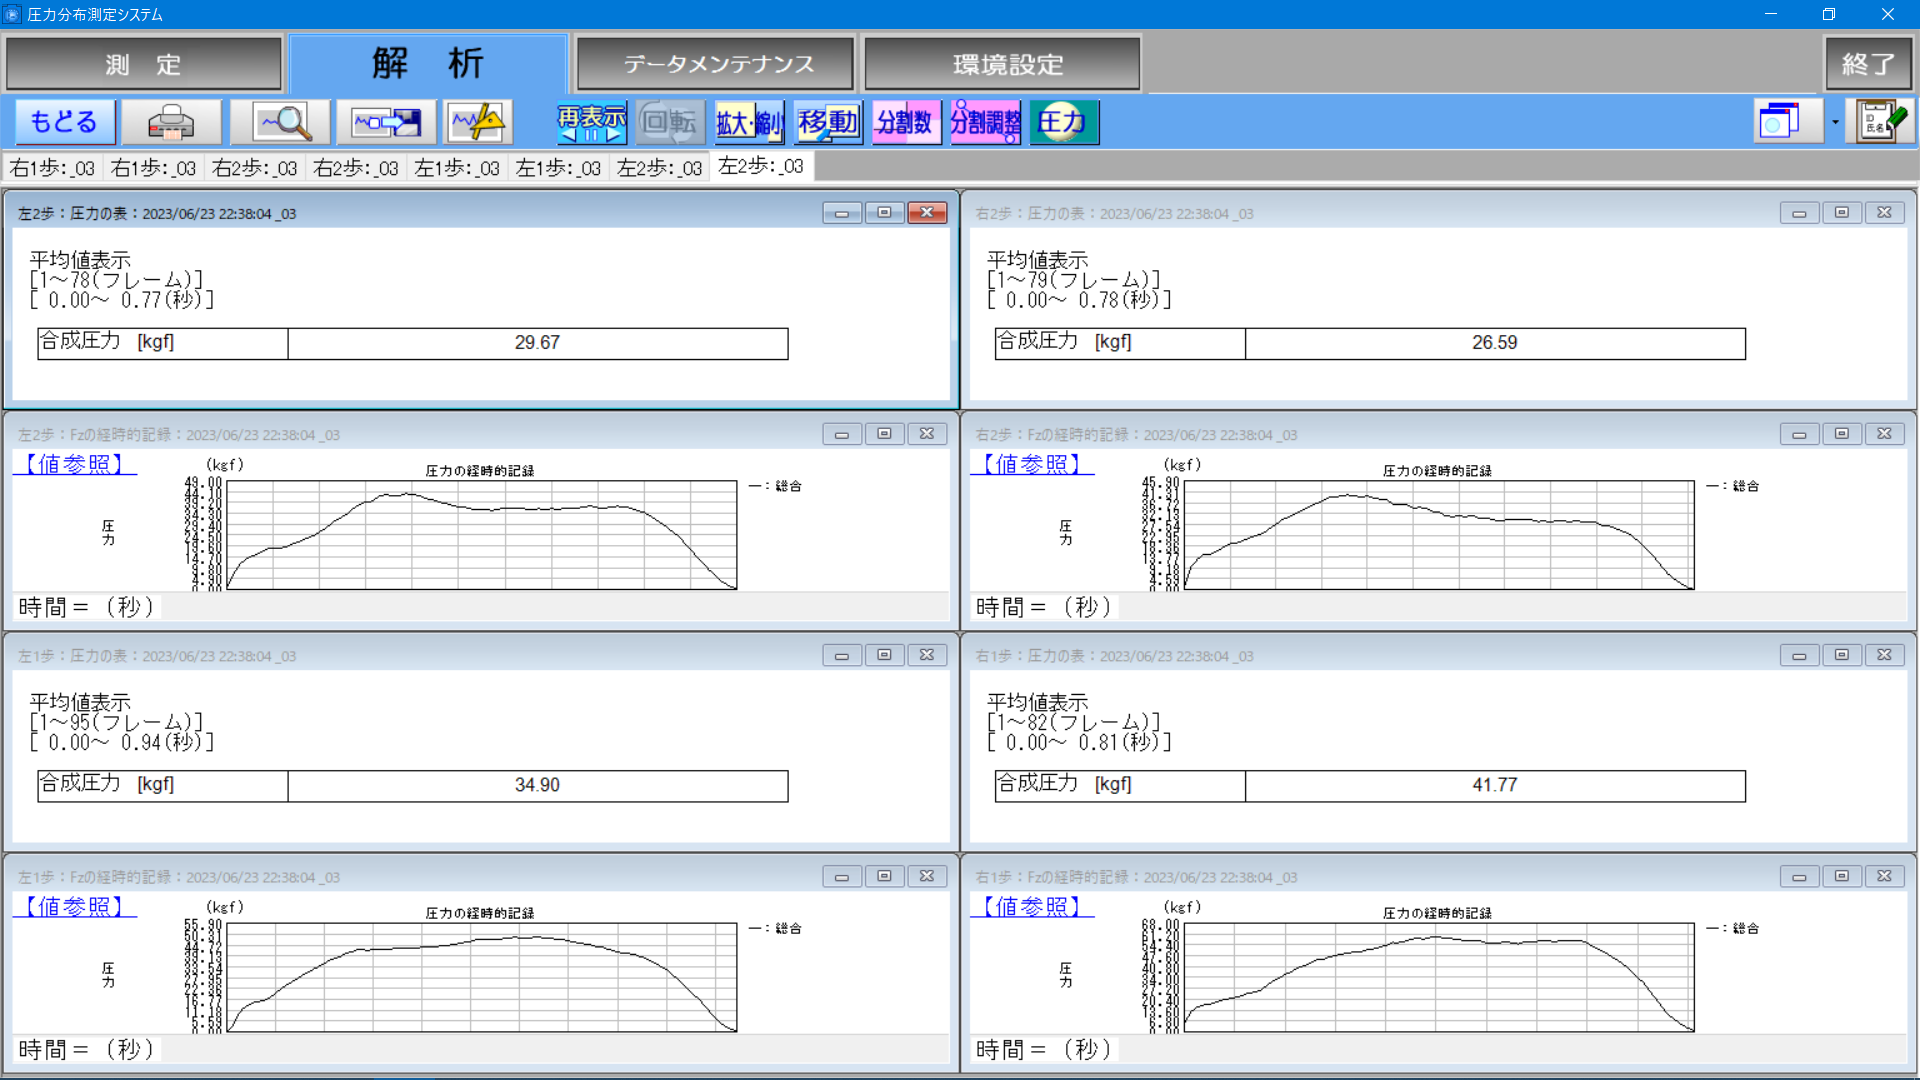 圧力分布測定システム
測 定
解 析
データメンテナンス
環境設定
終了
もどる
再表示
回転
拡大・縮小
移動
分割数
分割調整
圧力
ID
氏名
右1歩:_03
右1歩:_03
右2歩:_03
右2歩:_03
左1歩:_03
左1歩:_03
左2歩:_03
左2歩:_03
左2歩：圧力の表：2023/06/23 22:38:04 _03
平均値表示
[1～78(フレーム)]
[ 0.00～ 0.77(秒)]
合成圧力 [kgf] 29.67
右2歩：圧力の表：2023/06/23 22:38:04 _03
平均値表示
[1～79(フレーム)]
[ 0.00～ 0.78(秒)]
合成圧力 [kgf] 26.59
左2歩：Fzの経時的記録：2023/06/23 22:38:04 _03
【値参照】
(kgf)
圧力の経時的記録
49.00
44.10
39.20
34.30
29.40
24.50
19.60
14.70
9.80
4.90
0.00
圧力
―：総合
時間＝（秒）
右2歩：Fzの経時的記録：2023/06/23 22:38:04 _03
【値参照】
(kgf)
圧力の経時的記録
45.90
41.31
36.72
32.13
27.54
22.95
18.36
13.77
9.18
4.59
0.00
圧力
―：総合
時間＝（秒）
左1歩：圧力の表：2023/06/23 22:38:04 _03
平均値表示
[1～95(フレーム)]
[ 0.00～ 0.94(秒)]
合成圧力 [kgf] 34.90
右1歩：圧力の表：2023/06/23 22:38:04 _03
平均値表示
[1～82(フレーム)]
[ 0.00～ 0.81(秒)]
合成圧力 [kgf] 41.77
左1歩：Fzの経時的記録：2023/06/23 22:38:04 _03
【値参照】
(kgf)
圧力の経時的記録
55.90
50.31
44.72
39.13
33.54
27.95
22.36
16.77
11.18
5.59
0.00
圧力
―：総合
時間＝（秒）
右1歩：Fzの経時的記録：2023/06/23 22:38:04 _03
【値参照】
(kgf)
圧力の経時的記録
68.00
61.20
54.40
47.60
40.80
34.00
27.20
20.40
13.60
6.80
0.00
圧力
―：総合
時間＝（秒）